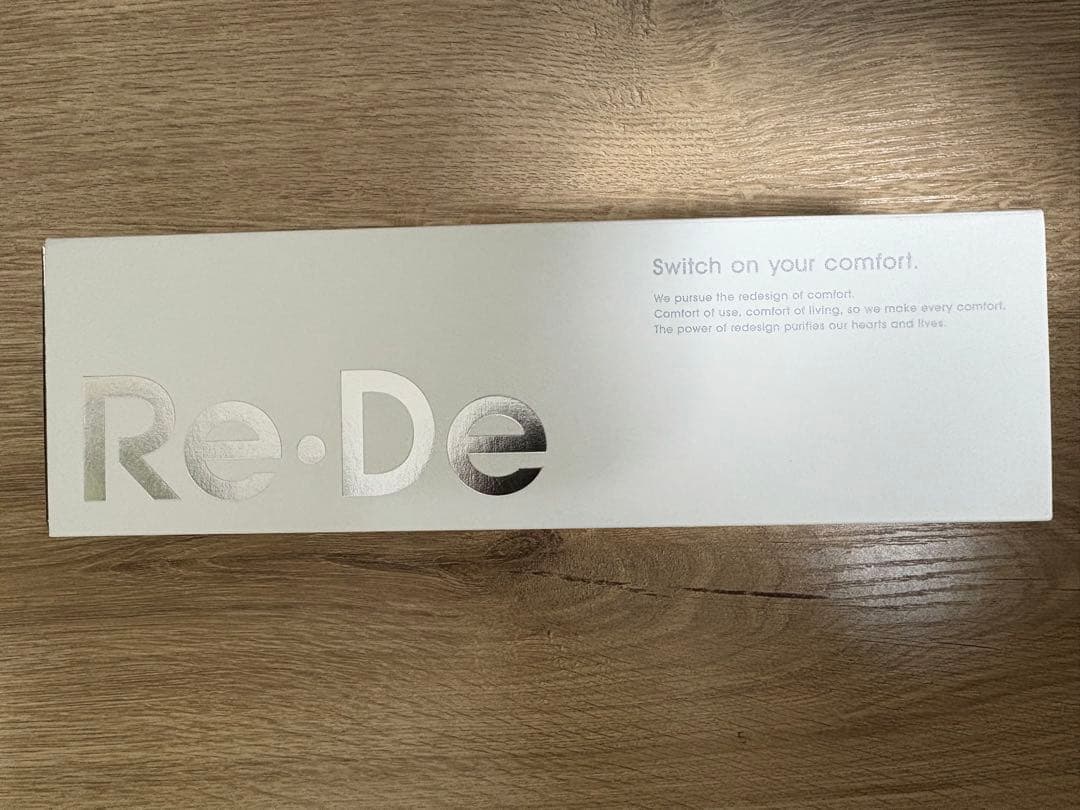 Switch on your comfort.
We pursue the redesign of comfort.
Comfort of use, comfort of living, so we make every comfort.
The power of redesign purifies our hearts and lives.
Re·De